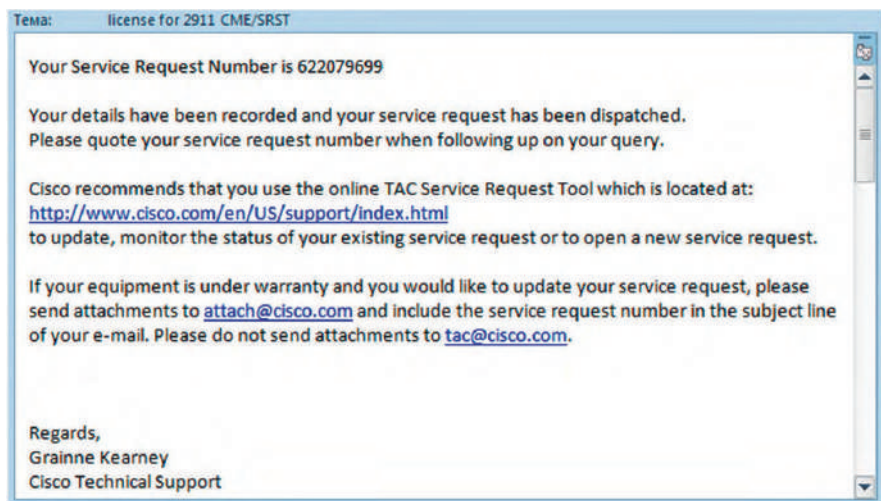 Тема: license for 2911 CME/SRST
Your Service Request Number is 622079699
Your details have been recorded and your service request has been dispatched.
Please quote your service request number when following up on your query.
Cisco recommends that you use the online TAC Service Request Tool which is located at:
http://www.cisco.com/en/US/support/index.html
to update, monitor the status of your existing service request or to open a new service request.
If your equipment is under warranty and you would like to update your service request, please
send attachments to attach@cisco.com and include the service request number in the subject line
of your e-mail. Please do not send attachments to tac@cisco.com.
Regards,
Grainne Kearney
Cisco Technical Support